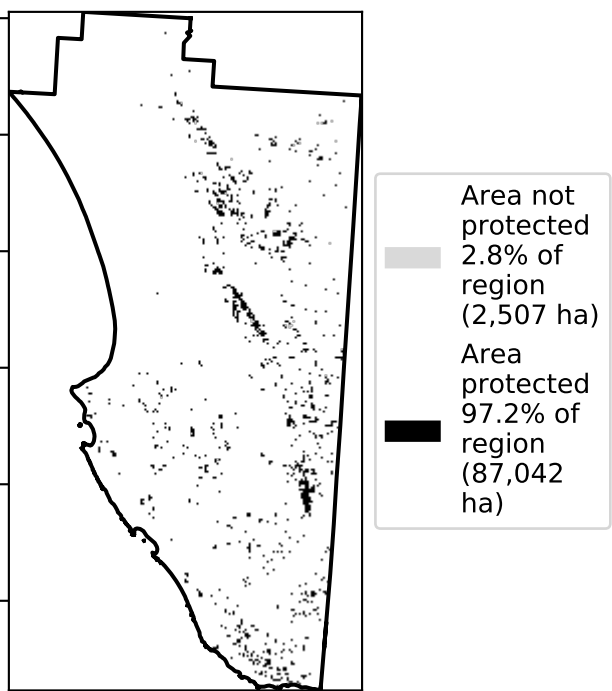 Area not
protected
2.8% of
region
(2,507 ha)
Area
protected
97.2% of
region
(87,042
ha)